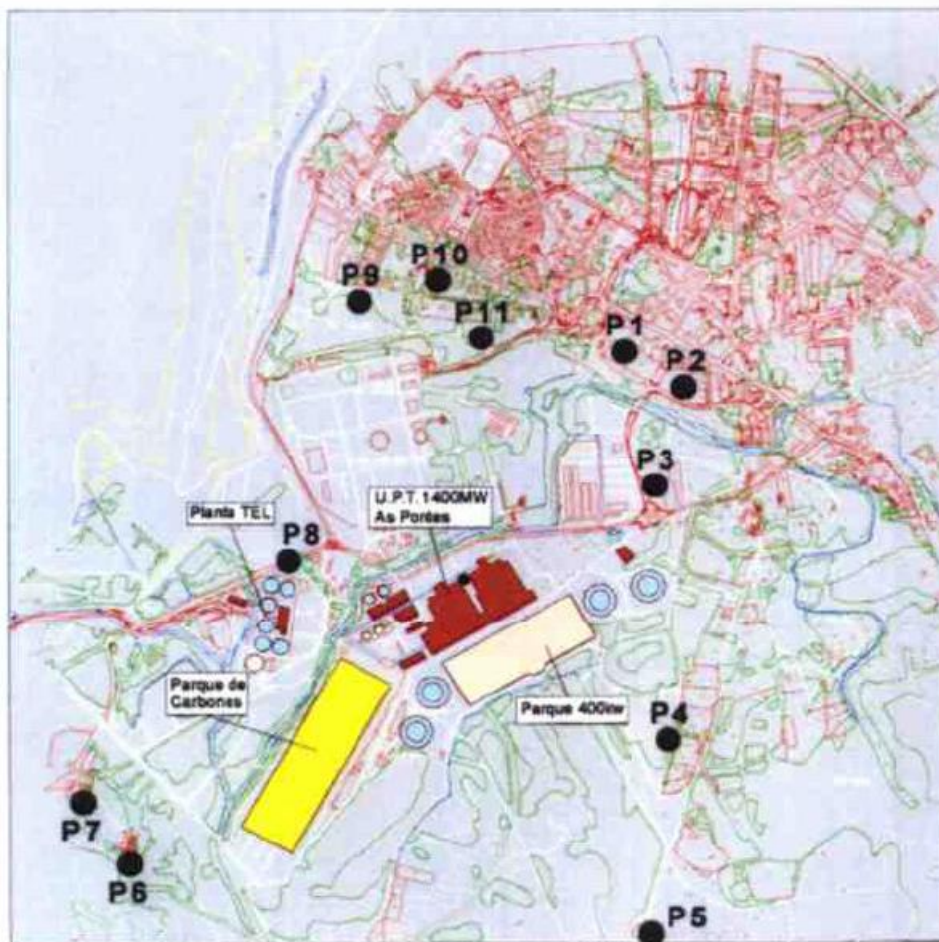 P10
P9
P11
P1
P2
P3
U.P.T. 1400MW
As Pontes
Planta TEL
P8
Parque de
Carbones
Parque 400kw
P4
P7
P6
P5